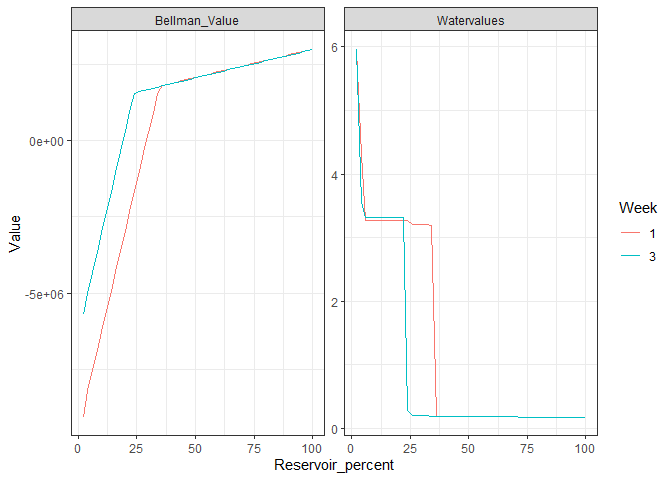 Bellman_Value
Watervalues
Value
0e+00
-5e+06
0
25
50
75
100
6
4
2
0
0
25
50
75
100
Reservoir_percent
Week
1
3